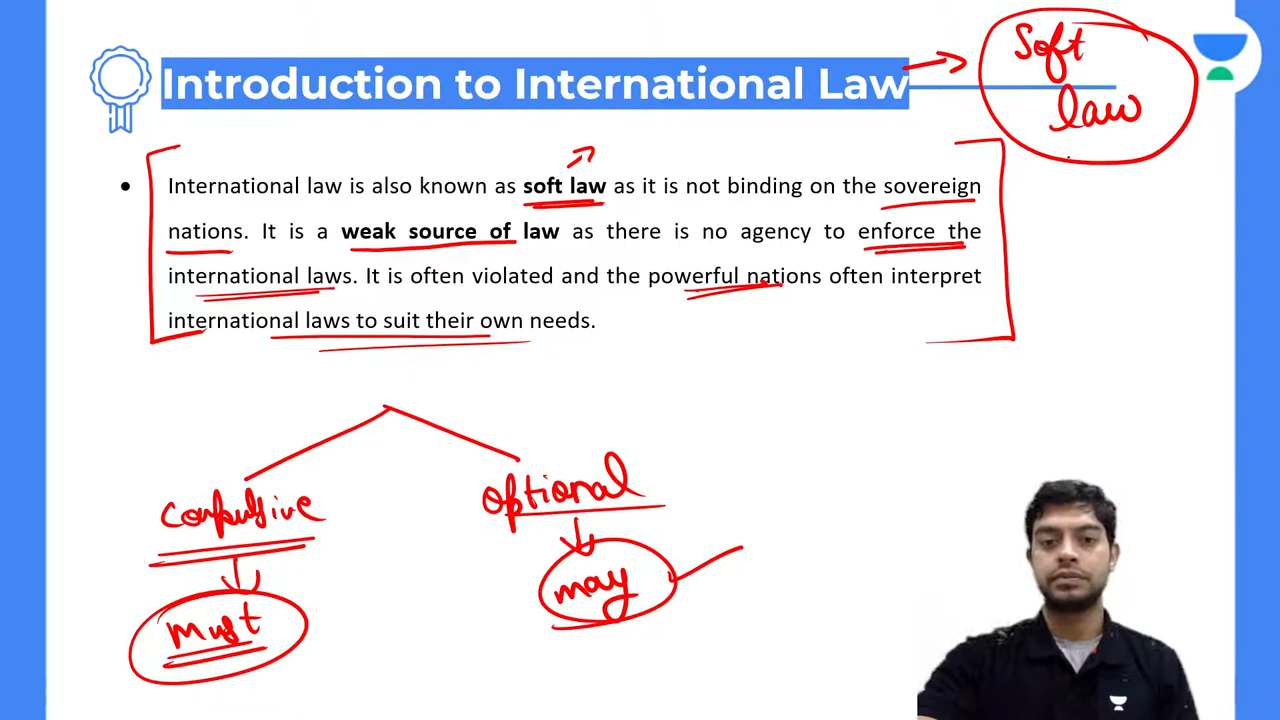 Introduction to International Law
Soft
law
• International law is also known as soft law as it is not binding on the sovereign
nations. It is a weak source of law as there is no agency to enforce the
international laws. It is often violated and the powerful nations often interpret
international laws to suit their own needs.
Compulsive
optional
must
may